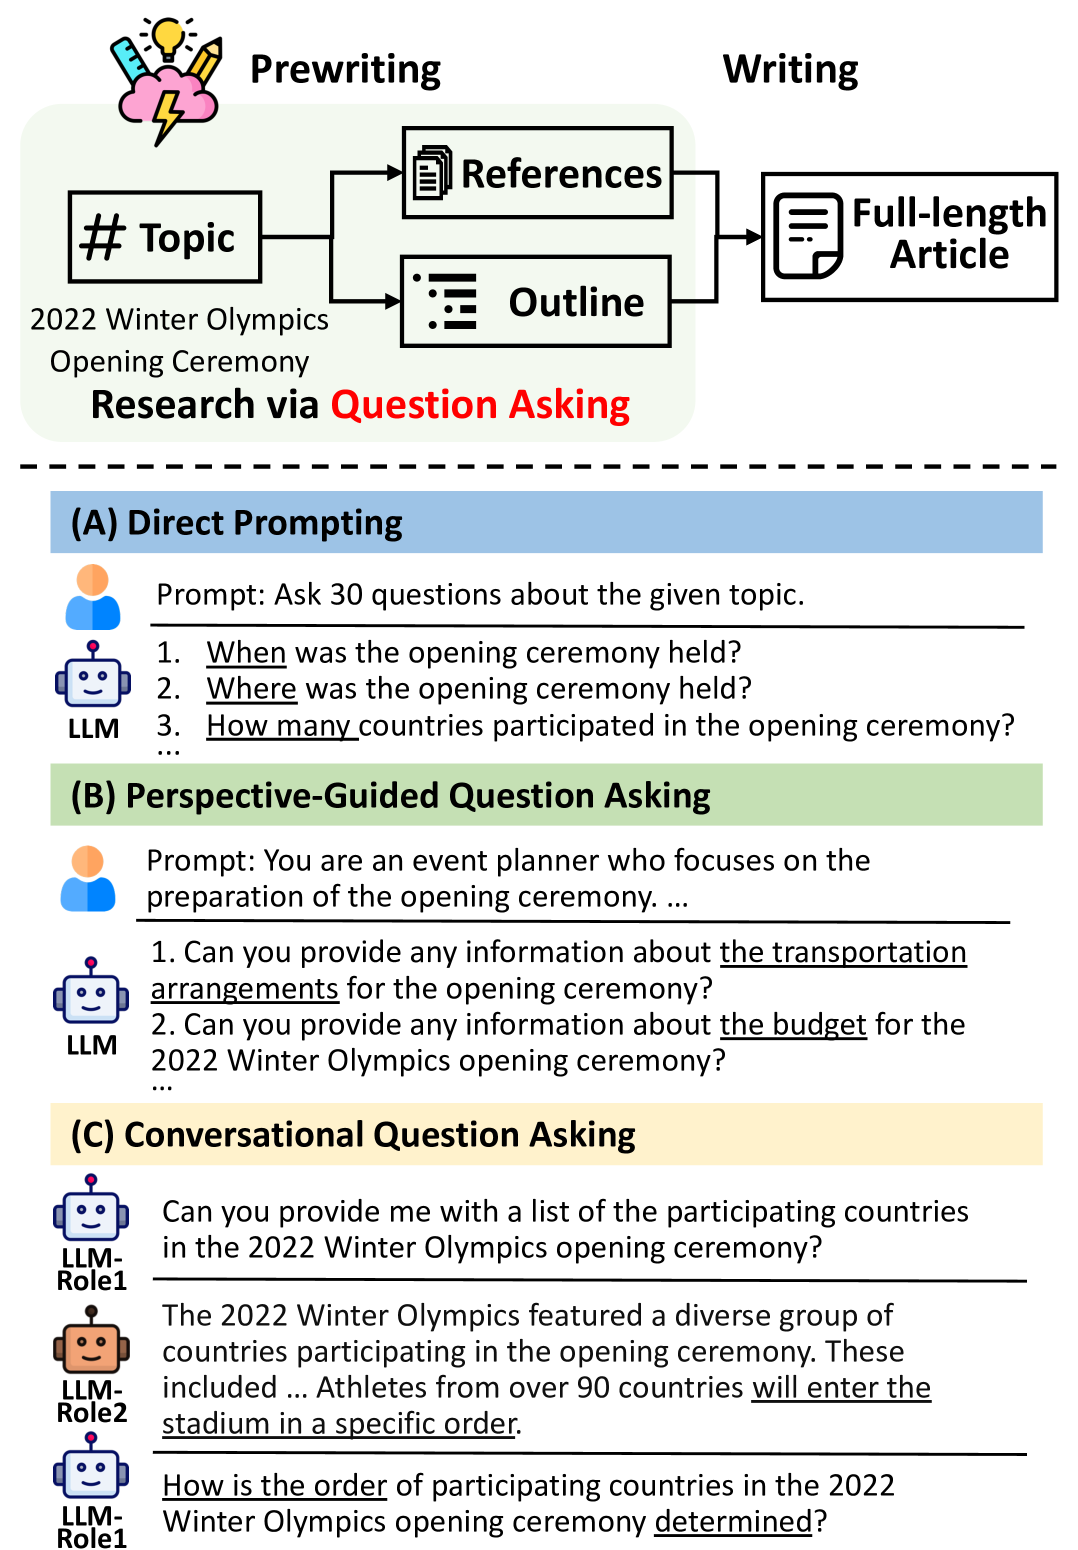 Prewriting
Writing
# Topic
References
Outline
Full-length
Article
2022 Winter Olympics
Opening Ceremony
Research via Question Asking
(A) Direct Prompting
Prompt: Ask 30 questions about the given topic.
LLM
1. When was the opening ceremony held?
2. Where was the opening ceremony held?
3. How many countries participated in the opening ceremony?
...
(B) Perspective-Guided Question Asking
Prompt: You are an event planner who focuses on the
preparation of the opening ceremony. ...
LLM
1. Can you provide any information about the transportation
arrangements for the opening ceremony?
2. Can you provide any information about the budget for the
2022 Winter Olympics opening ceremony?
...
(C) Conversational Question Asking
LLM-
Role1
Can you provide me with a list of the participating countries
in the 2022 Winter Olympics opening ceremony?
LLM-
Role2
The 2022 Winter Olympics featured a diverse group of
countries participating in the opening ceremony. These
included ... Athletes from over 90 countries will enter the
stadium in a specific order.
LLM-
Role1
How is the order of participating countries in the 2022
Winter Olympics opening ceremony determined?